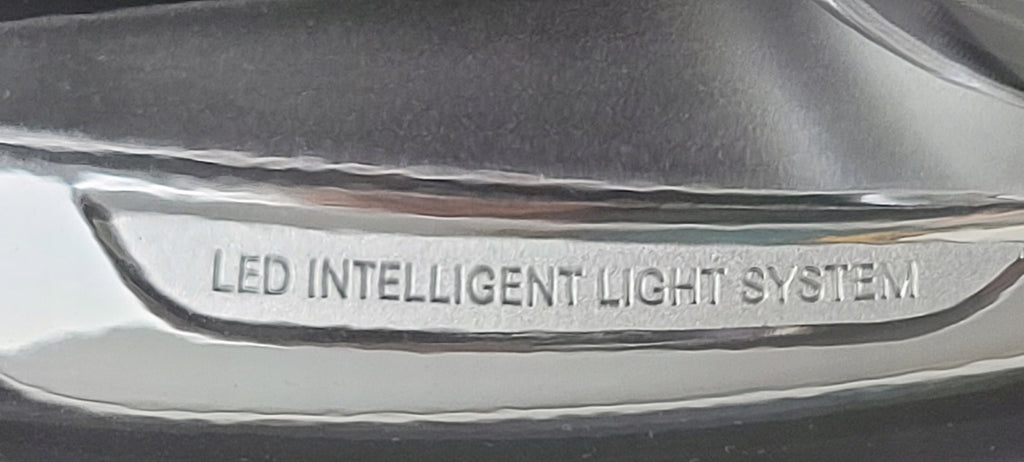 LED INTELLIGENT LIGHT SYSTEM